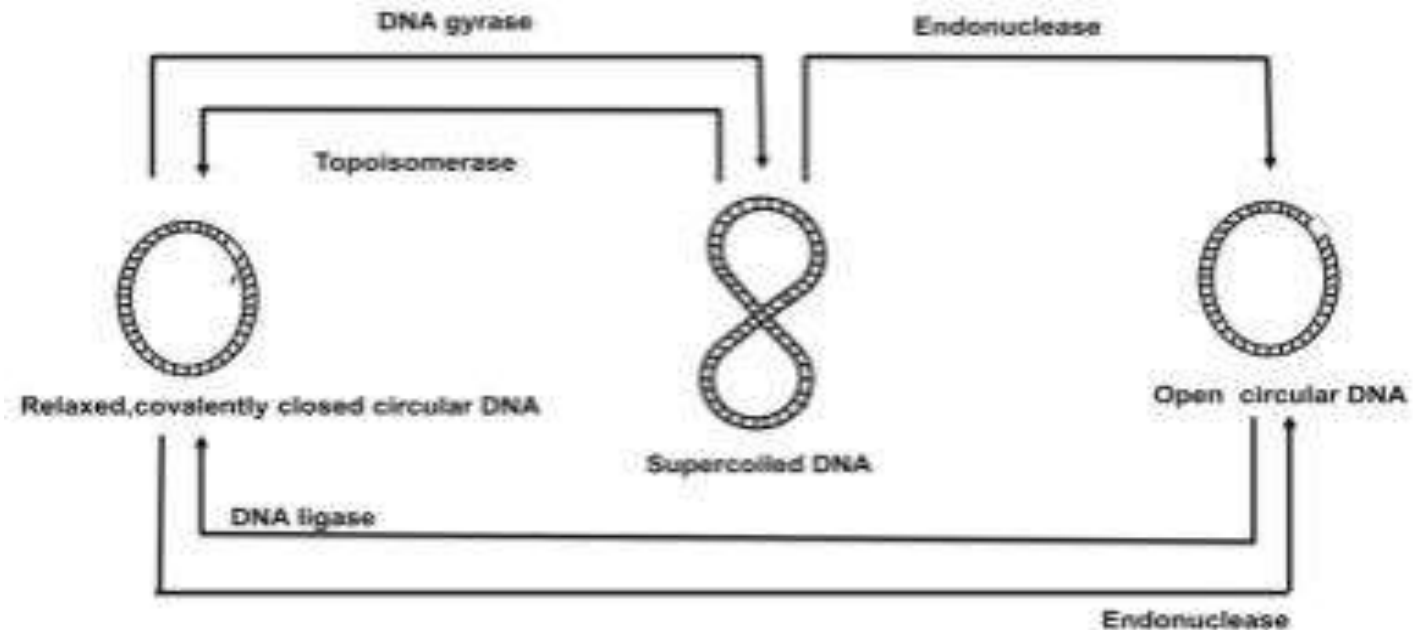 DNA gyrase
Endonuclease
Topoisomerase
Relaxed,covalently closed circular DNA
Open circular DNA
Supercoiled DNA
DNA ligase
Endonuclease